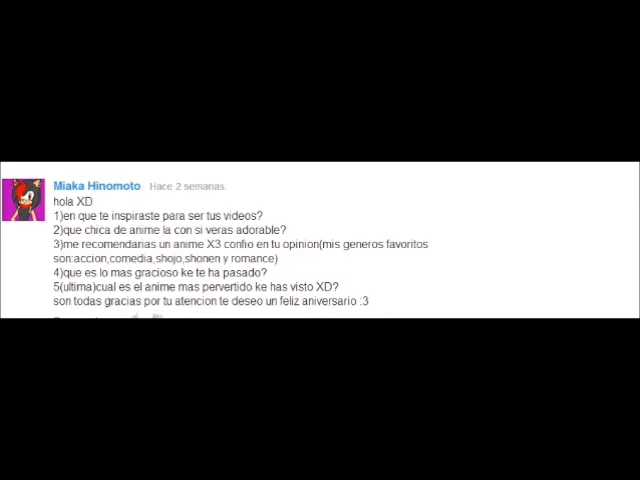 Miaka Hinomoto Hace 2 semanas.
hola XD
1)en que te inspiraste para ser tus videos?
2)que chica de anime la con si veras adorable?
3)me recomendarias un anime X3 confio en tu opinion(mis generos favoritos
son:accion,comedia,shojo,shonen y romance)
4)que es lo mas gracioso ke te ha pasado?
5(ultima)cual es el anime mas pervertido ke has visto XD?
son todas gracias por tu atencion te deseo un feliz aniversario :3